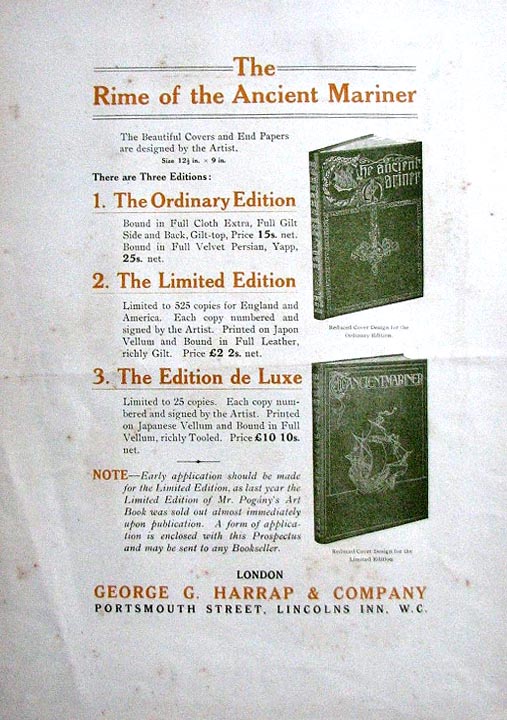 The
Rime of the Ancient Mariner
The Beautiful Covers and End Papers
are designed by the Artist.
Size 12½ in. × 9 in.
There are Three Editions:
1. The Ordinary Edition
Bound in Full Cloth Extra, Full Gilt
Side and Back, Gilt-top, Price 15s. net.
Bound in Full Velvet Persian, Yapp,
25s. net.
The Ancient
Mariner
Reduced Cover Design for the
Ordinary Edition.
2. The Limited Edition
Limited to 525 copies for England and
America. Each copy numbered and
signed by the Artist. Printed on Japon
Vellum and Bound in Full Leather,
richly Gilt. Price £2 2s. net.
3. The Edition de Luxe
Limited to 25 copies. Each copy num-
bered and signed by the Artist. Printed
on Japanese Vellum and Bound in Full
Vellum, richly Tooled. Price £10 10s.
net.
ANCIENT MARINER
Reduced Cover Design for the
Limited Edition.
NOTE—Early application should be made
for the Limited Edition, as last year the
Limited Edition of Mr. Pogány's Art
Book was sold out almost immediately
upon publication. A form of applica-
tion is enclosed with this Prospectus
and may be sent to any Bookseller.
LONDON
GEORGE G. HARRAP & COMPANY
PORTSMOUTH STREET, LINCOLNS INN, W.C.